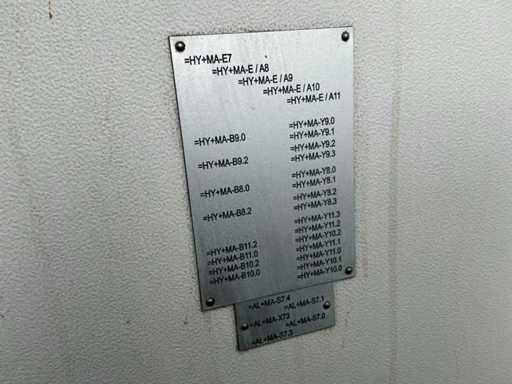 =HY+MA-E7
=HY+MA-E / A8
=HY+MA-E / A9
=HY+MA-E / A10
=HY+MA-E / A11
=HY+MA-Y9.0
=HY+MA-B9.0 =HY+MA-Y9.1
=HY+MA-Y9.2
=HY+MA-B9.2 =HY+MA-Y9.3
=HY+MA-Y8.0
=HY+MA-B8.0 =HY+MA-Y8.1
=HY+MA-Y8.2
=HY+MA-B8.2 =HY+MA-Y8.3
=HY+MA-Y11.3
=HY+MA-Y11.2
=HY+MA-B11.2 =HY+MA-Y10.2
=HY+MA-B11.0 =HY+MA-Y11.1
=HY+MA-B10.2 =HY+MA-Y11.0
=HY+MA-B10.0 =HY+MA-Y10.1
=HY+MA-Y10.0
=AL+MA-S7.4
=AL+MA-S7.1
=AL+MA-X73
=AL+MA-S7.0
=AL+MA-S7.3